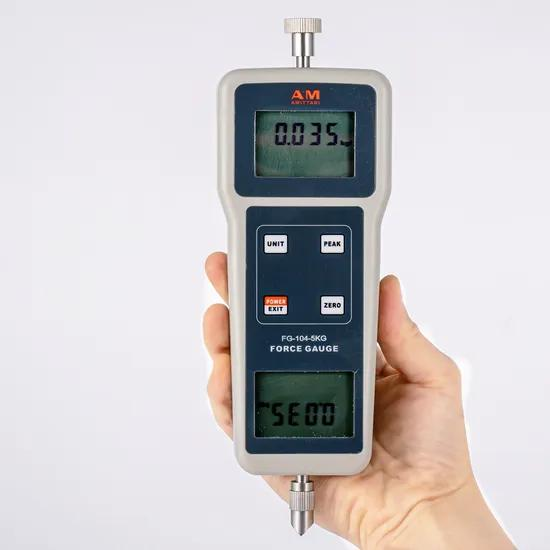 AM
AMITTARI
0.035
UNIT PEAK
POWER
EXIT
ZERO
FG-104-5KG
FORCE GAUGE
0.035